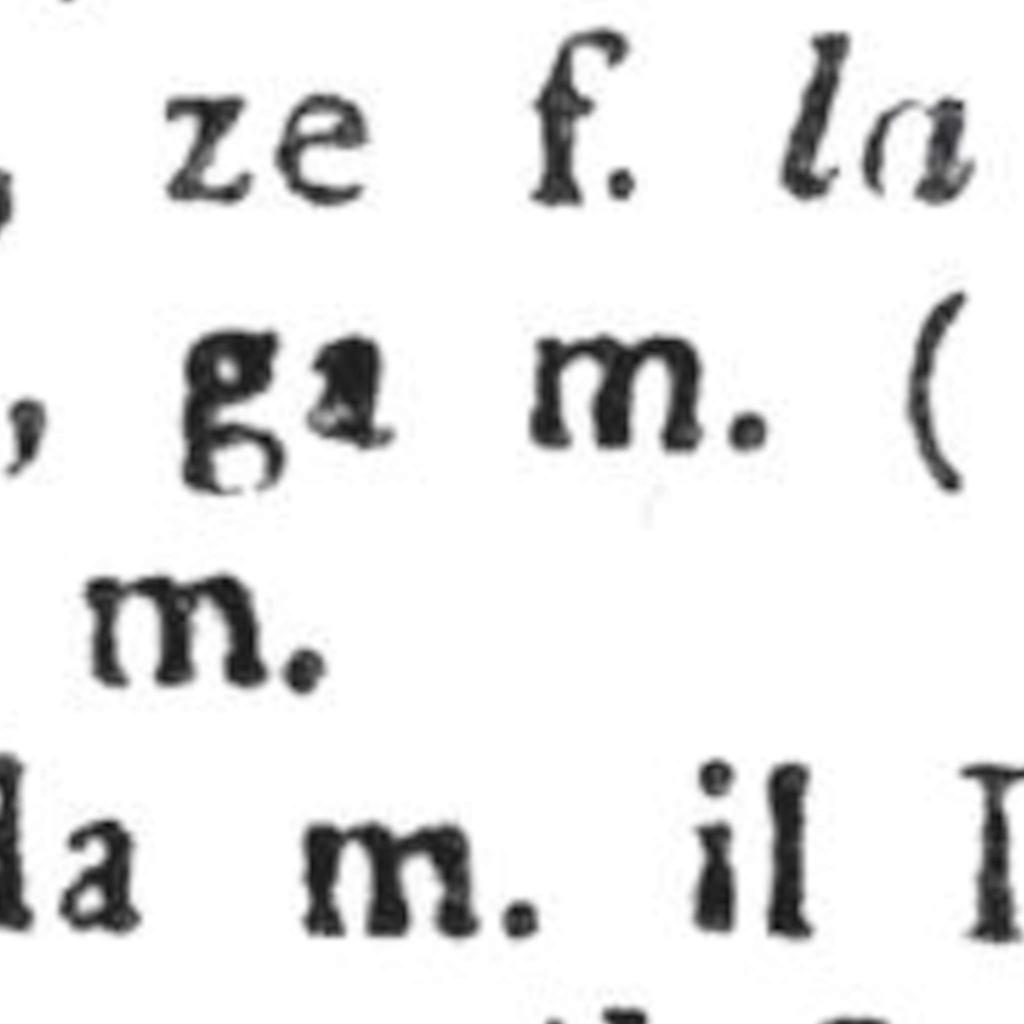 , ze f. la
, ga m. (
m.
la m. il